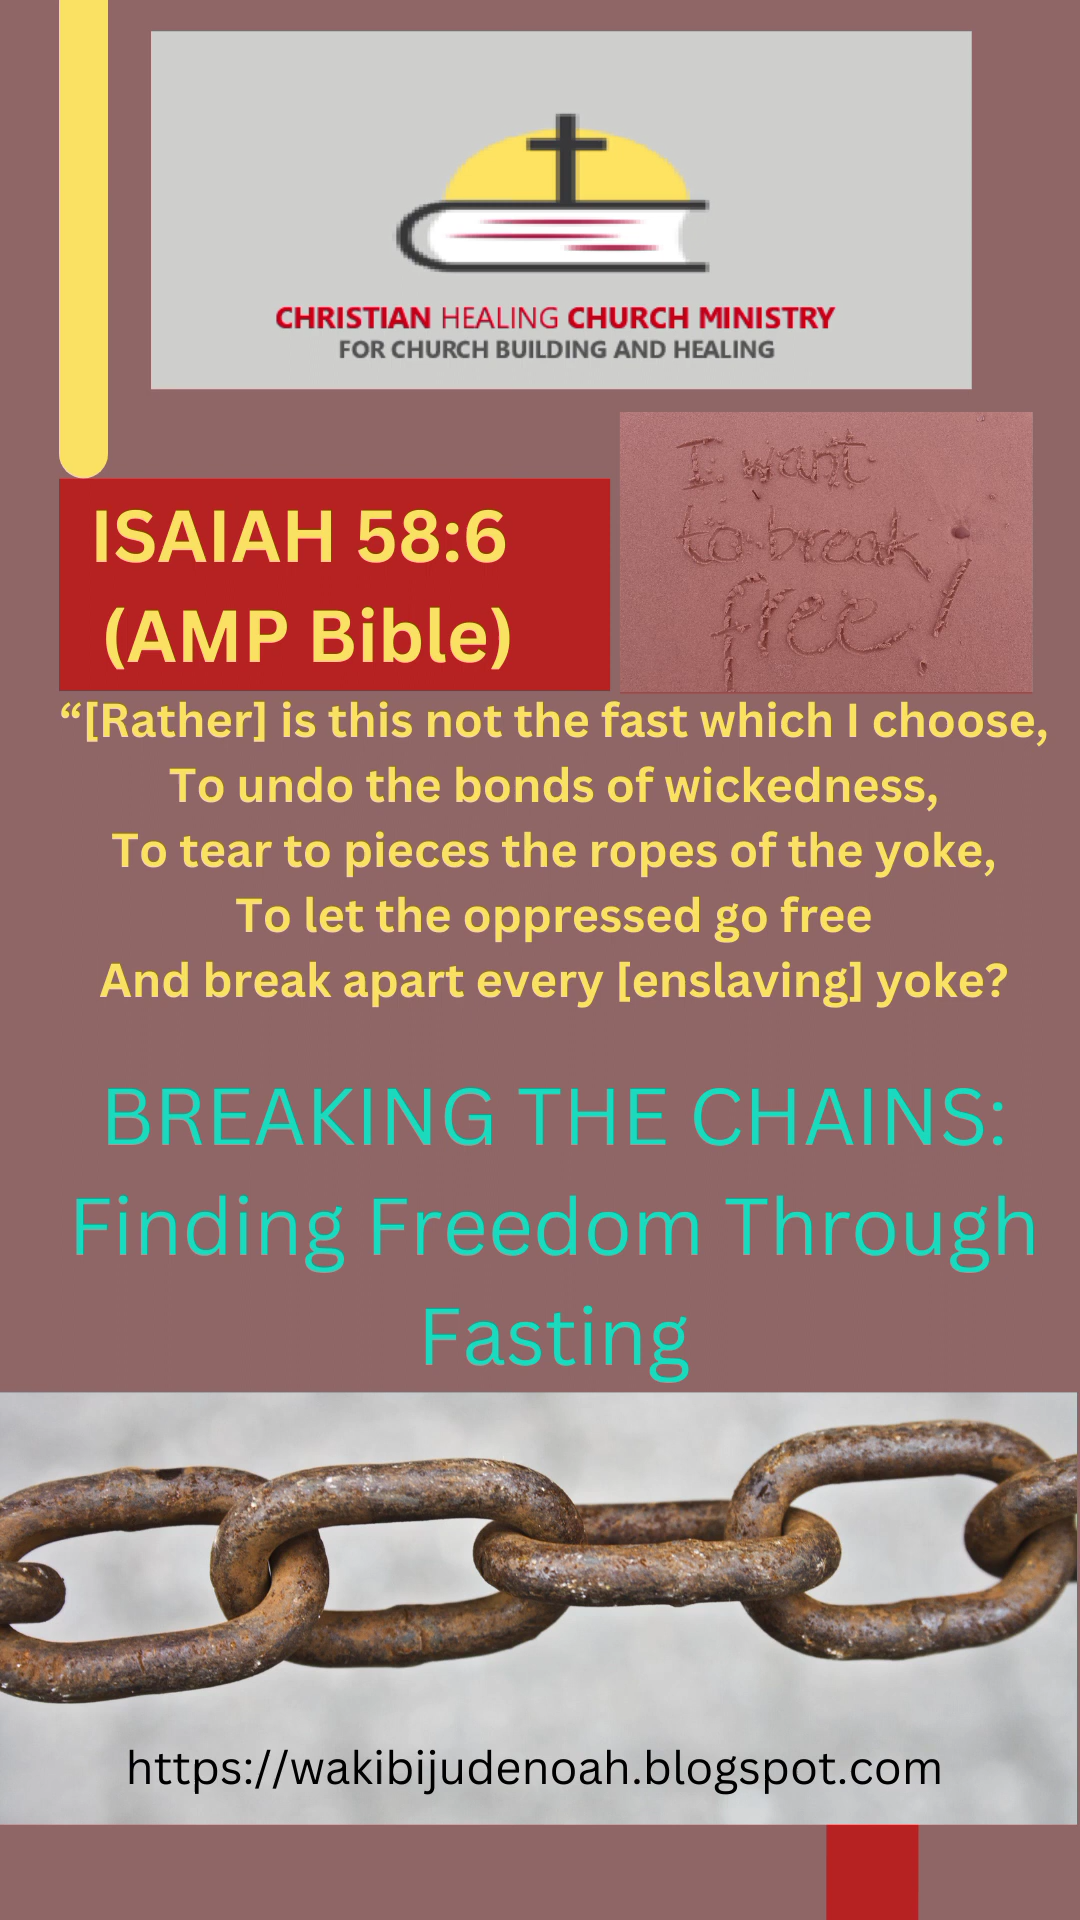 CHRISTIAN HEALING CHURCH MINISTRY
FOR CHURCH BUILDING AND HEALING
I want
to break
free!
ISAIAH 58:6
(AMP Bible)
“[Rather] is this not the fast which I choose,
To undo the bonds of wickedness,
To tear to pieces the ropes of the yoke,
To let the oppressed go free
And break apart every [enslaving] yoke?
BREAKING THE CHAINS:
Finding Freedom Through
Fasting
https://wakibijudenoah.blogspot.com